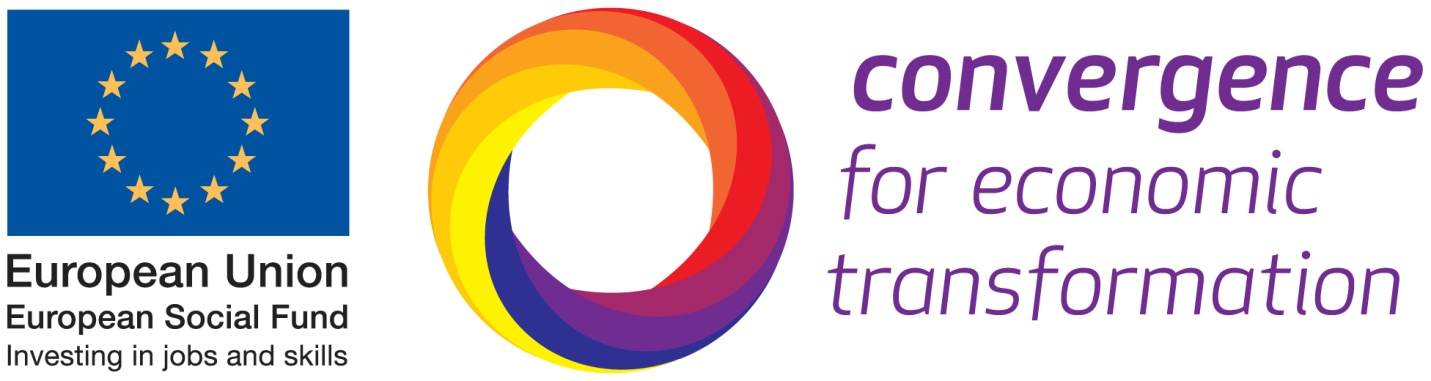 European Union
European Social Fund
Investing in jobs and skills
convergence
for economic
transformation